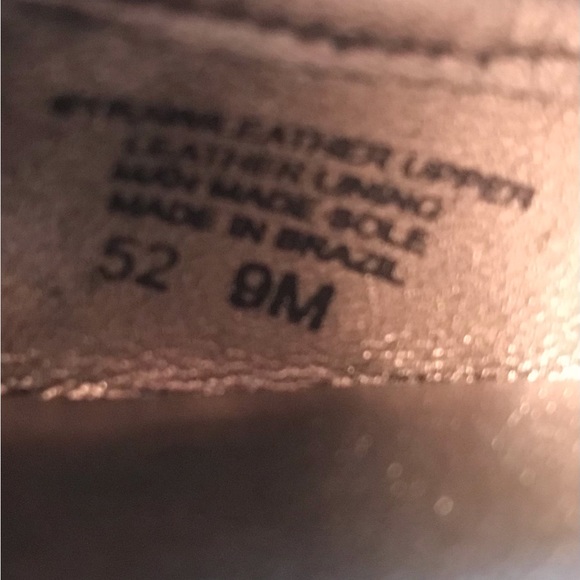 LEATHER UPPER
LEATHER LINING
MAN MADE SOLE
MADE IN BRAZIL
52 9M